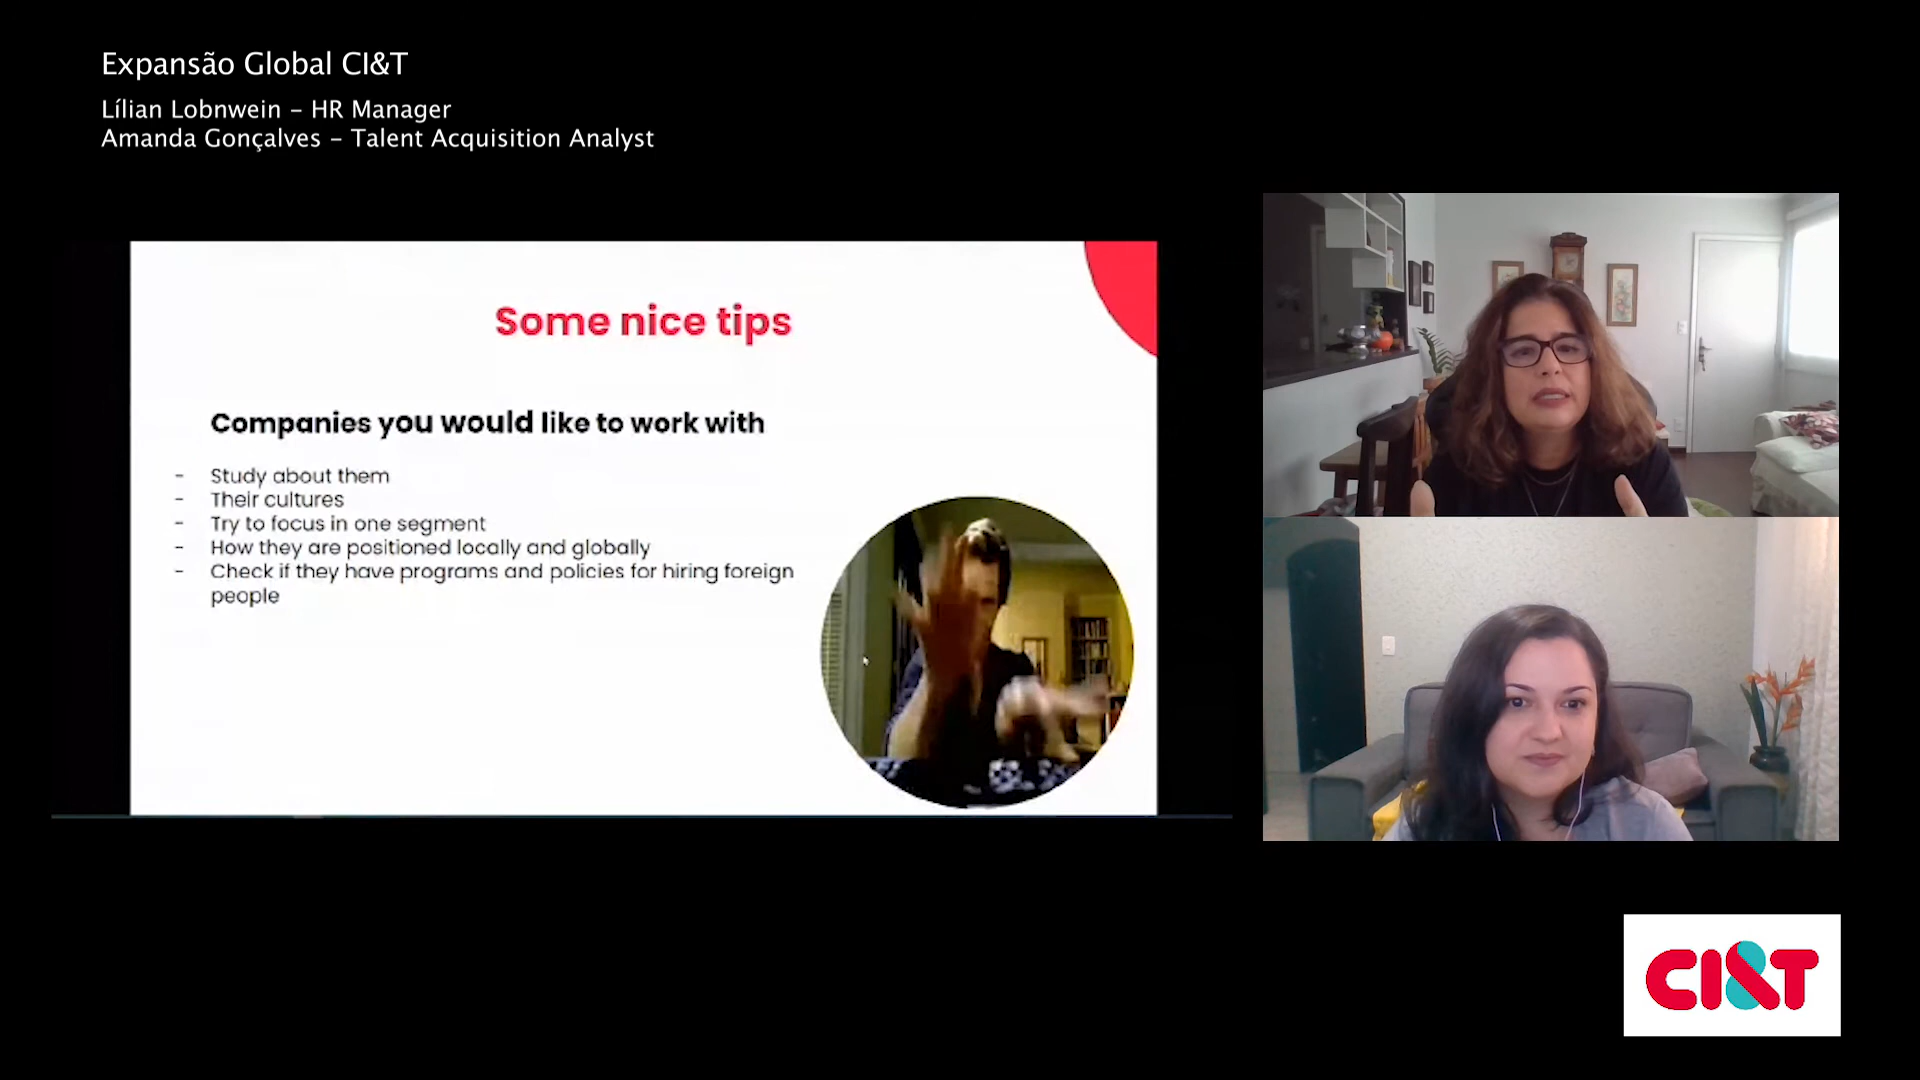 Expansão Global CI&T
Lílian Lobnwein – HR Manager
Amanda Gonçalves – Talent Acquisition Analyst
Some nice tips
Companies you would like to work with
- Study about them
- Their cultures
- Try to focus in one segment
- How they are positioned locally and globally
- Check if they have programs and policies for hiring foreign
people
CI&T